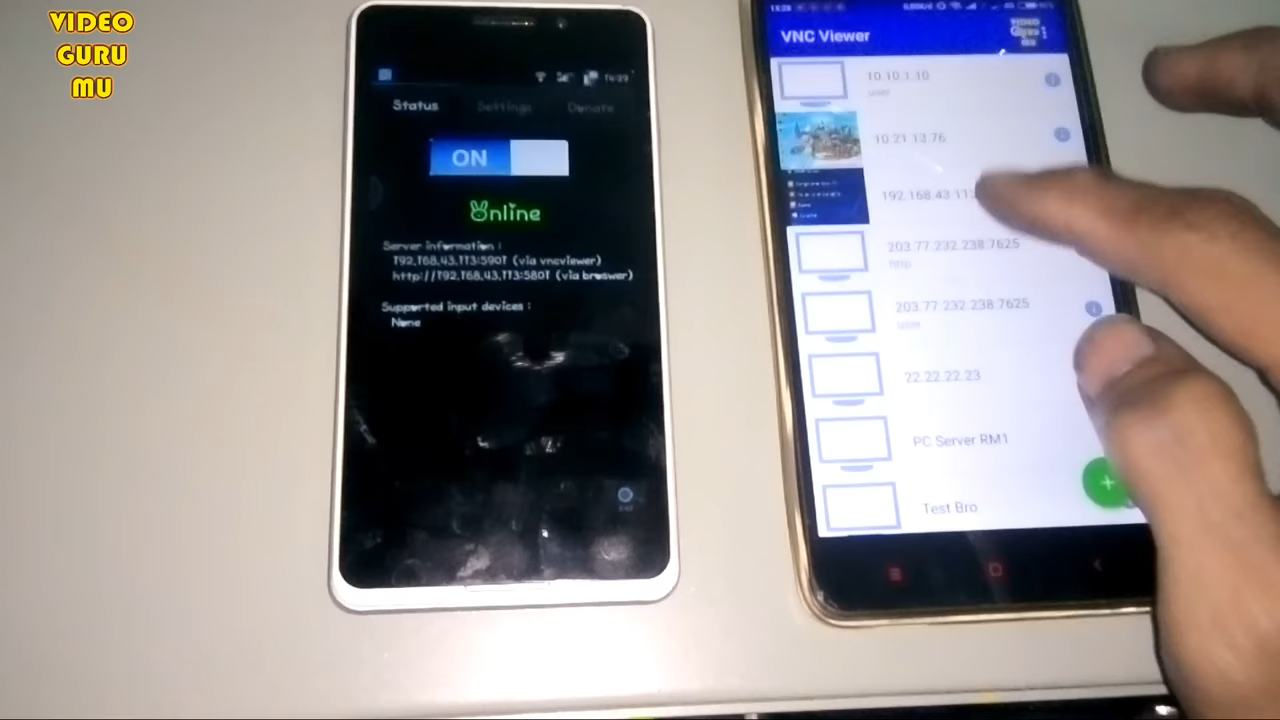 VIDEO
GURU
MU
Status
Settings
Donate
ON
Online
Server information :
192.168.43.113:5901 (via vncviewer)
http://192.168.43.113:5801 (via broswer)
Supported input devices :
None
VNC Viewer
10.10.1.10
user
10.21.13.76
192.168.43.113
203.77.232.238:7625
http
203.77.232.238:7625
user
22.22.22.23
PC Server RM1
Test Bro
+